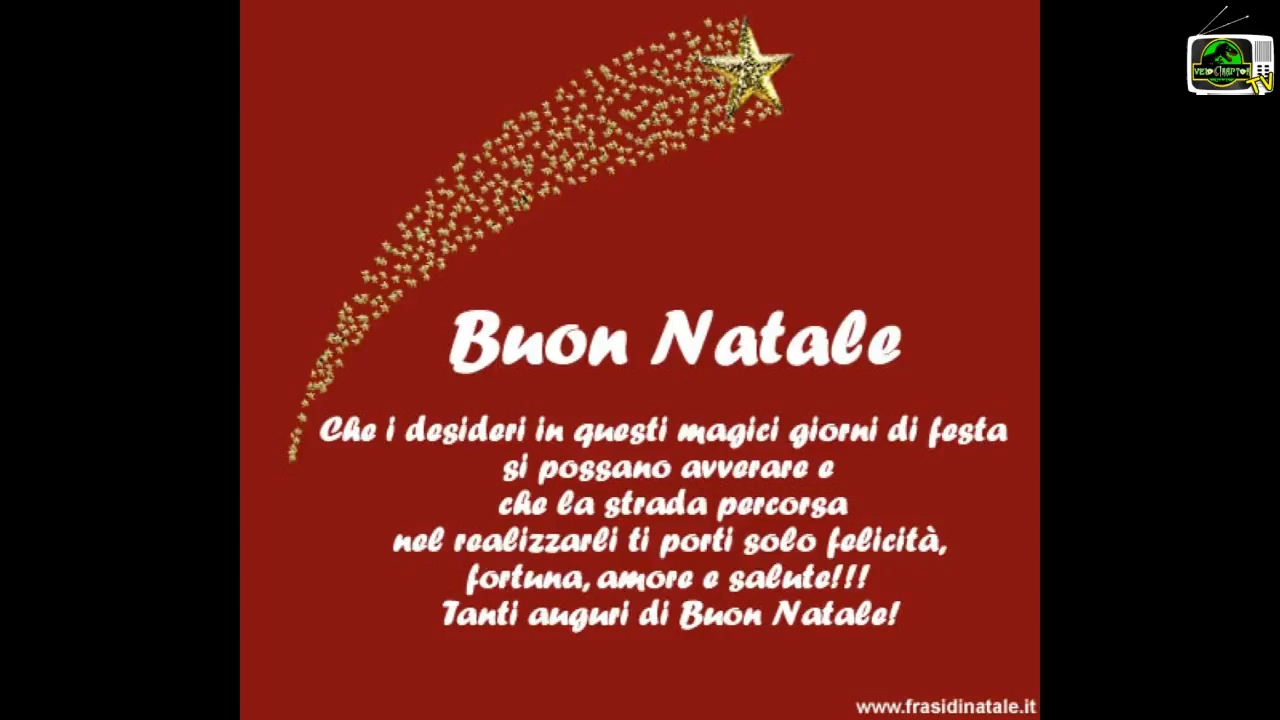 Buon Natale
Che i desideri in questi magici giorni di festa
si possano avverare e
che la strada percorsa
nel realizzarli ti porti solo felicità,
fortuna, amore e salute!!!
Tanti auguri di Buon Natale!
www.frasidinatale.it
TV